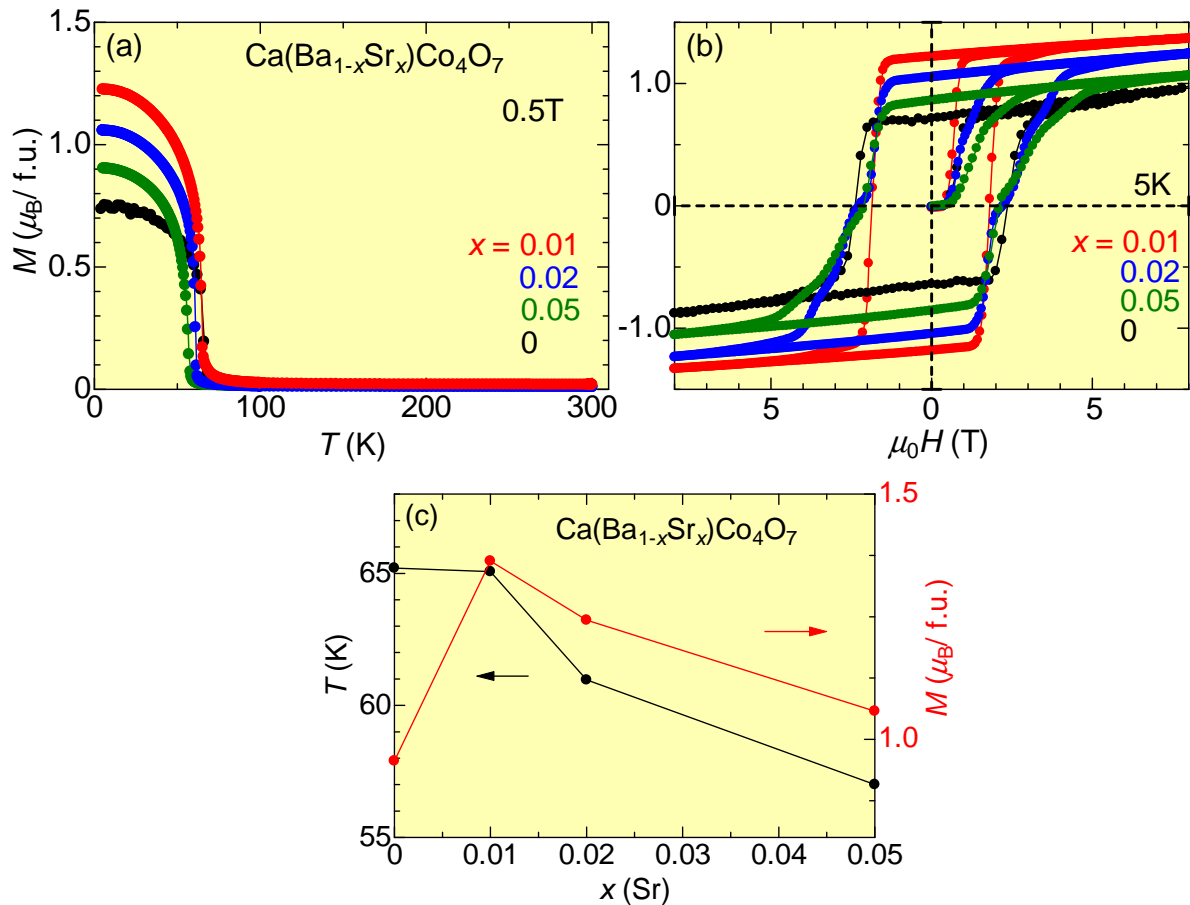 (a)
Ca(Ba1-xSrx)Co4O7
0.5T
x = 0.01
0.02
0.05
0
M (μB/ f.u.)
1.5
1.0
0.5
0
0 100 200 300
T (K)
(b)
5K
x = 0.01
0.02
0.05
0
1.0
0
-1.0
5 0 5
μ0H (T)
(c)
Ca(Ba1-xSrx)Co4O7
T (K)
65
60
55
1.5
1.0
M (μB/ f.u.)
0 0.01 0.02 0.03 0.04 0.05
x (Sr)